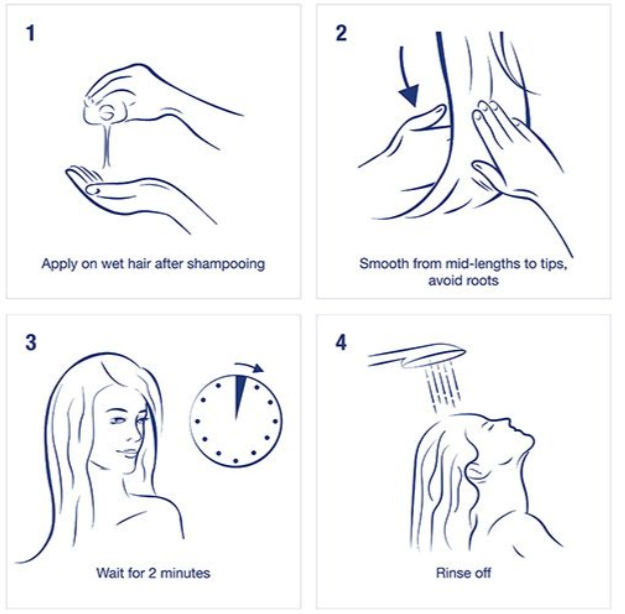 1
Apply on wet hair after shampooing
2
Smooth from mid-lengths to tips,
avoid roots
3
Wait for 2 minutes
4
Rinse off